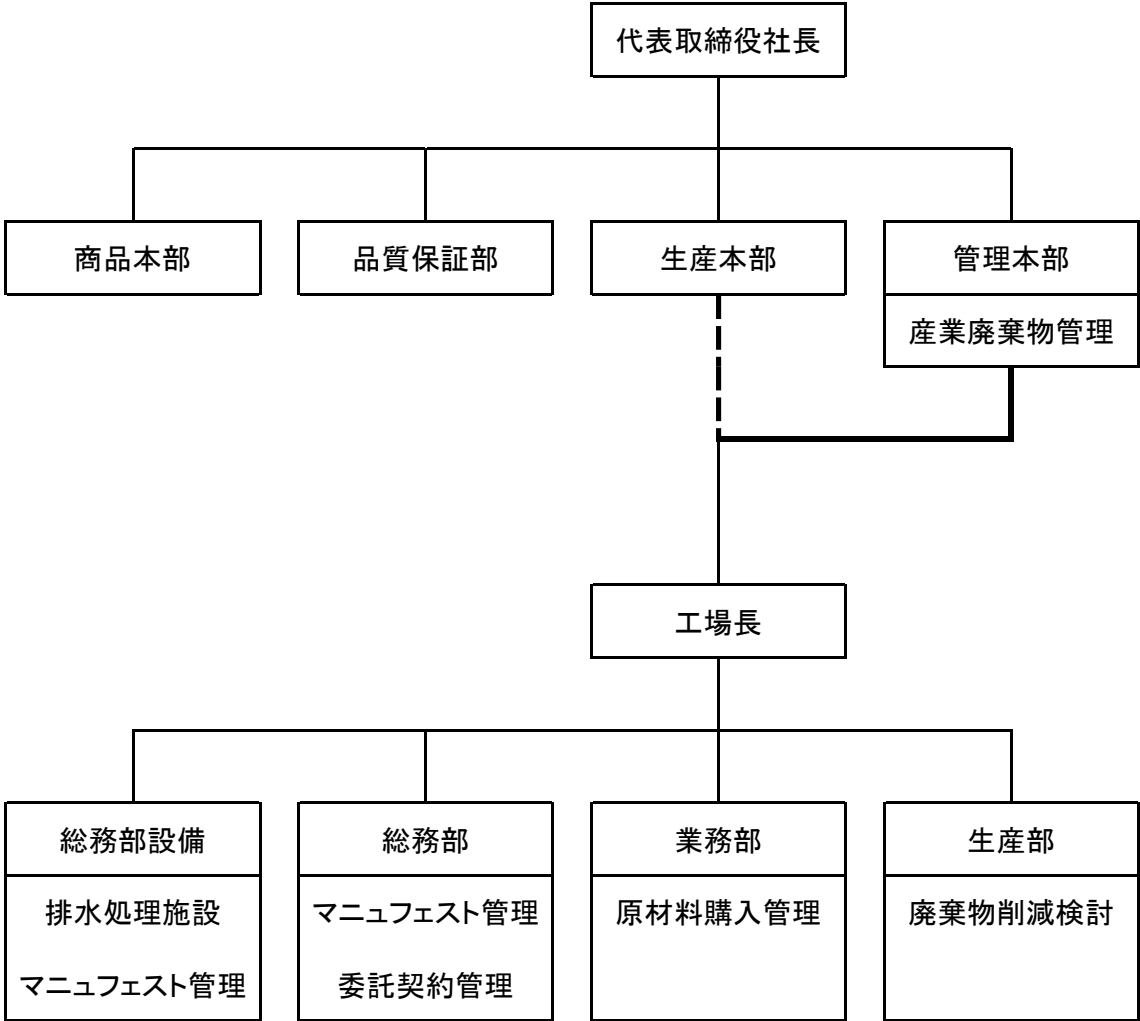 代表取締役社長
商品本部
品質保証部
生産本部
管理本部
産業廃棄物管理
工場長
総務部設備
排水処理施設
マニュフェスト管理
総務部
マニュフェスト管理
委託契約管理
業務部
原材料購入管理
生産部
廃棄物削減検討